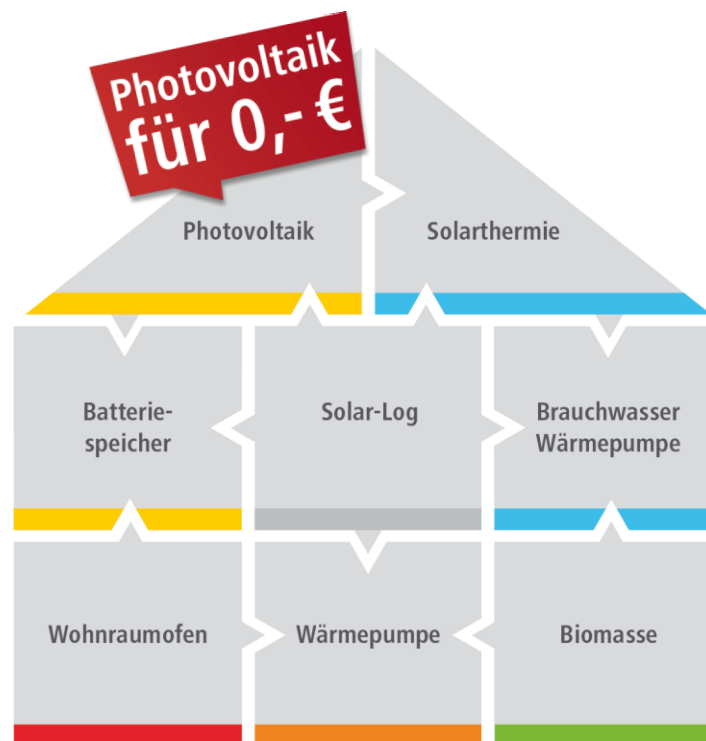 Photovoltaik
für 0,- €
Photovoltaik
Solarthermie
Batterie-
speicher
Solar-Log
Brauchwasser
Wärmepumpe
Wohnraumofen
Wärmepumpe
Biomasse